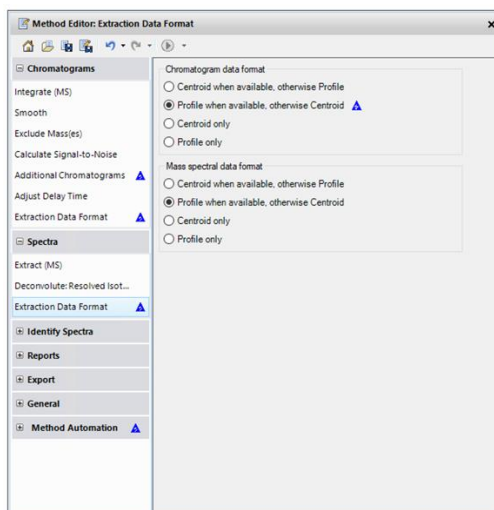 Method Editor: Extraction Data Format
Chromatograms
Integrate (MS)
Smooth
Exclude Mass(es)
Calculate Signal-to-Noise
Additional Chromatograms
Adjust Delay Time
Extraction Data Format
Spectra
Extract (MS)
Deconvolute: Resolved Isot...
Extraction Data Format
Identify Spectra
Reports
Export
General
Method Automation
Chromatogram data format
Centroid when available, otherwise Profile
Profile when available, otherwise Centroid
Centroid only
Profile only
Mass spectral data format
Centroid when available, otherwise Profile
Profile when available, otherwise Centroid
Centroid only
Profile only